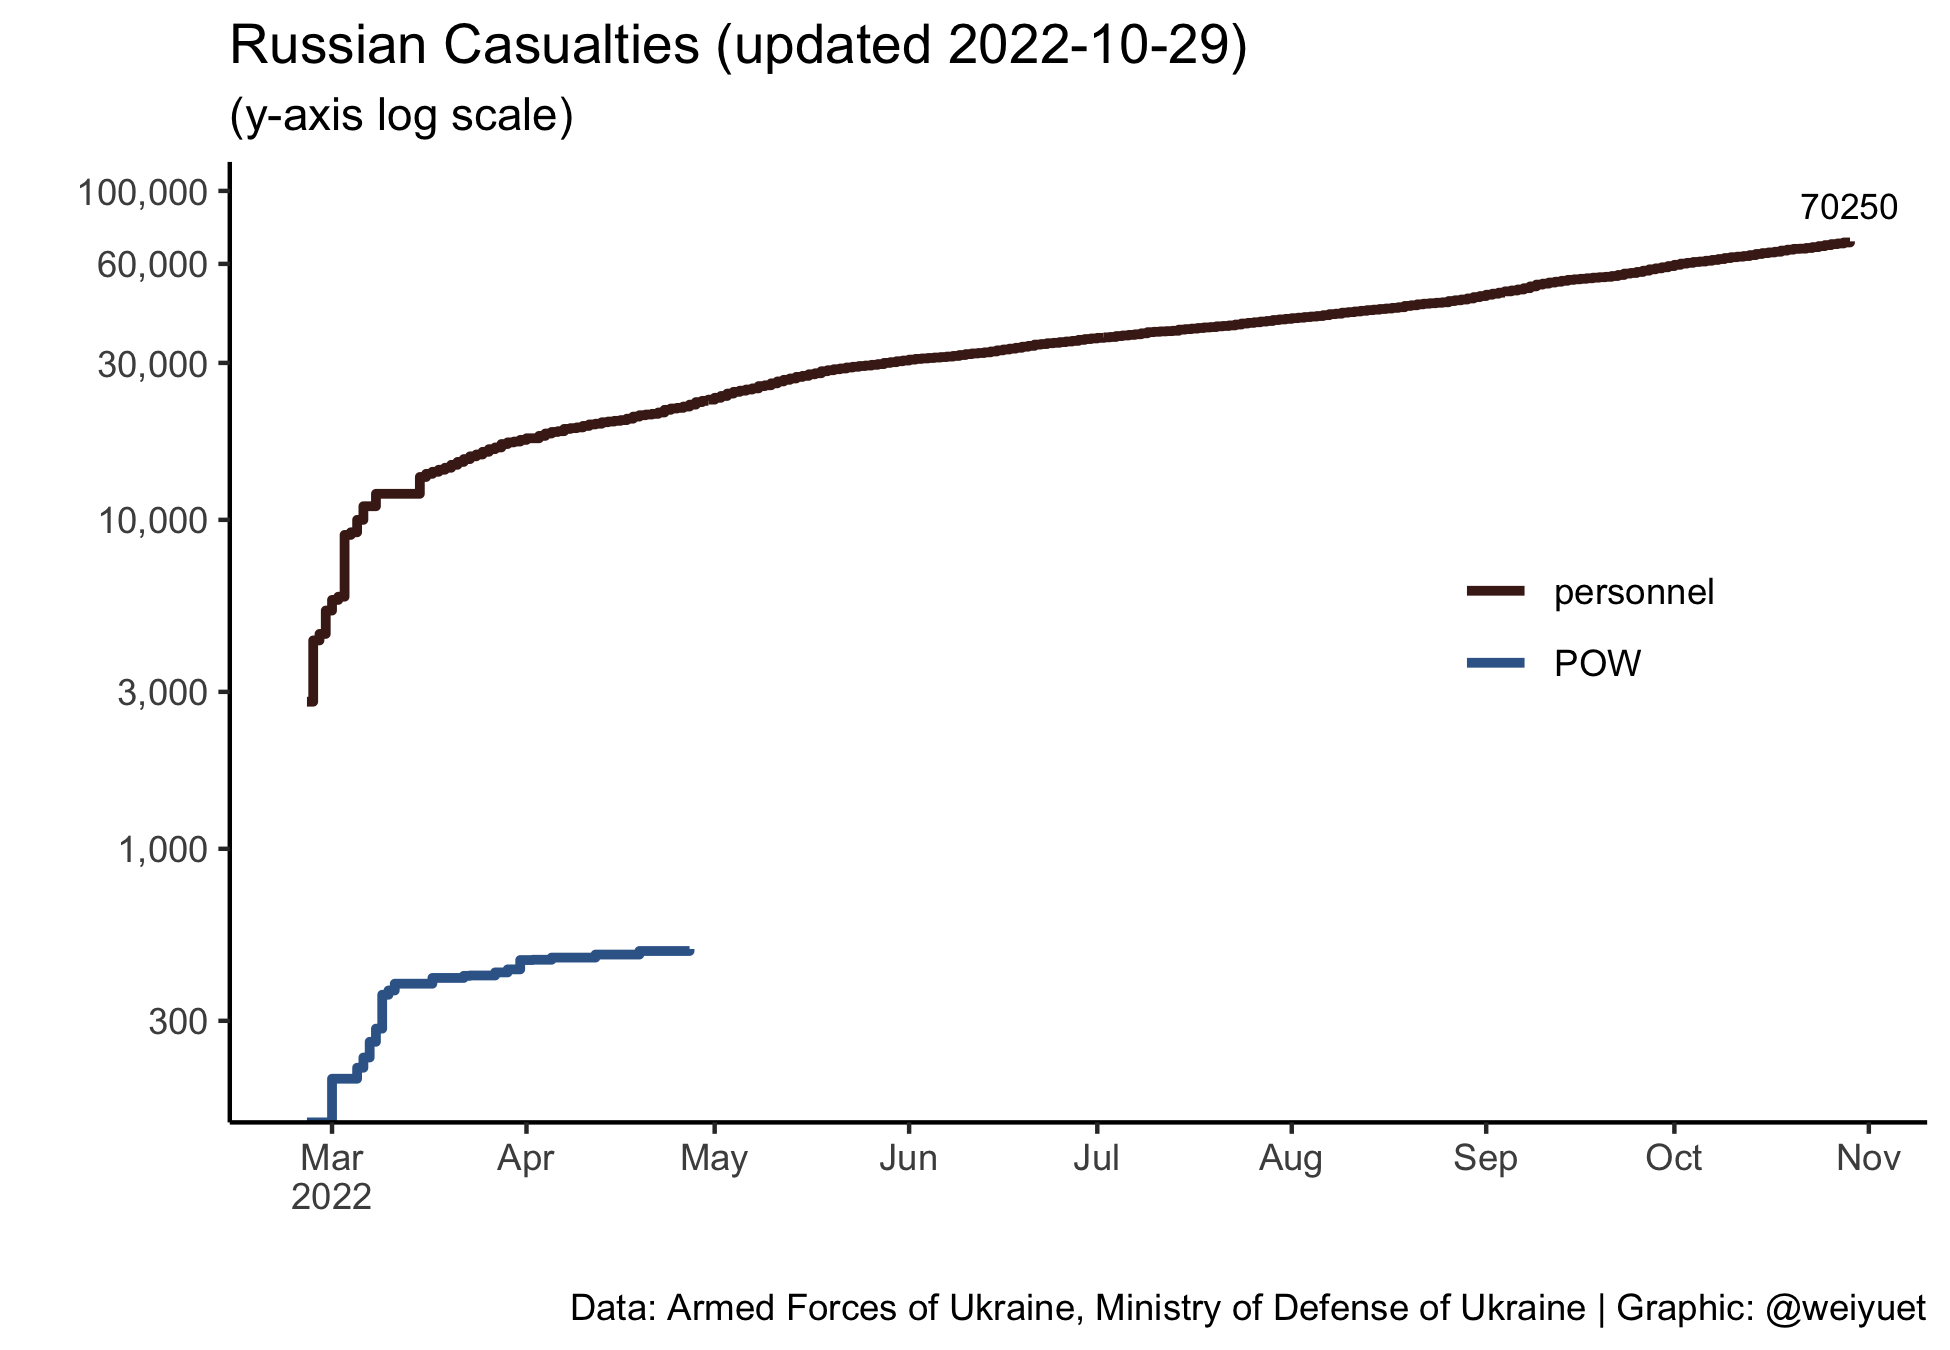 Russian Casualties (updated 2022-10-29)
(y-axis log scale)
100,000
60,000
30,000
10,000
3,000
1,000
300
70250
personnel
POW
Mar Apr May Jun Jul Aug Sep Oct Nov
2022
Data: Armed Forces of Ukraine, Ministry of Defense of Ukraine | Graphic: @weiyuet